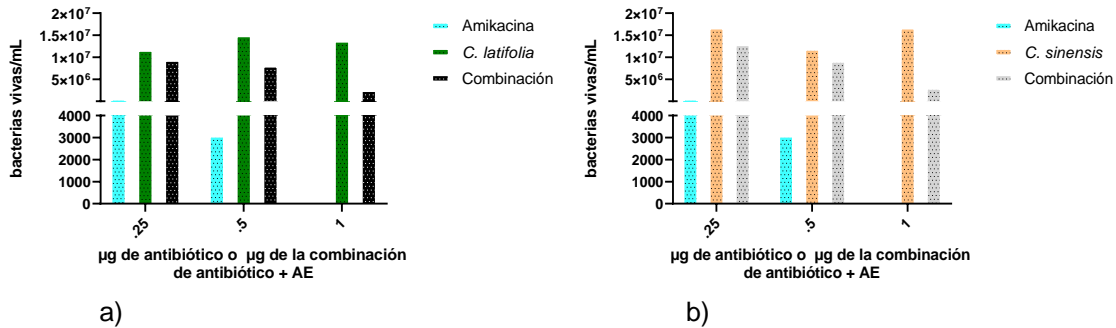 2×10⁷
1.5×10⁷
1×10⁷
5×10⁶
4000
3000
2000
1000
0
bacterias vivas/mL
.25
.5
1
µg de antibiótico o µg de la combinación
de antibiótico + AE
Amikacina
C. latifolia
Combinación
a)
2×10⁷
1.5×10⁷
1×10⁷
5×10⁶
4000
3000
2000
1000
0
bacterias vivas/mL
.25
.5
1
µg de antibiótico o µg de la combinación
de antibiótico + AE
Amikacina
C. sinensis
Combinación
b)